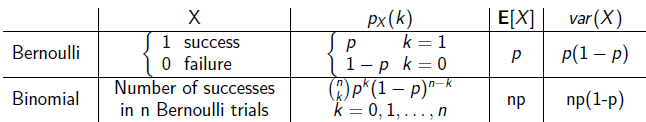 X p_X(k) E[X] var(X)
Bernoulli { 1 success { p k = 1 p p(1 − p)
0 failure 1 − p k = 0
Binomial Number of successes (n k) p^k (1 − p)^{n−k} np np(1-p)
in n Bernoulli trials k = 0, 1, . . . , n